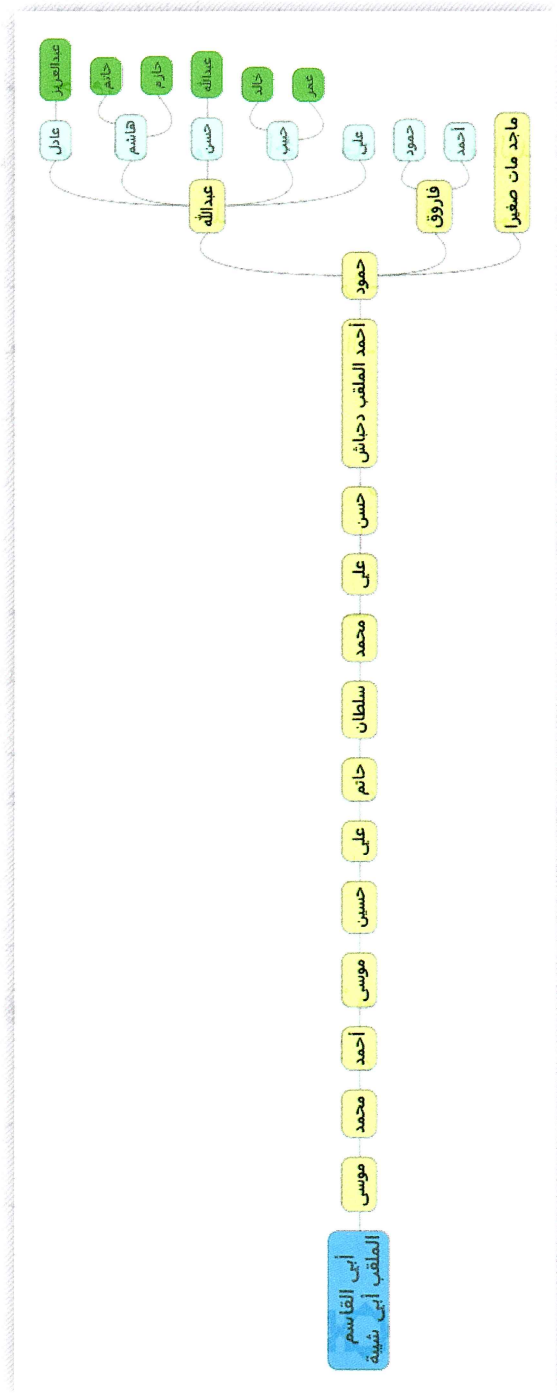 عبدالعزيز
حاتم
حازم
عبدالله
خالد
عمر
عادل
هاشم
حسن
حبيب
علي
حمود
أحمد
عبدالله
فاروق
ماجد مات صغيرا
حمود
أحمد الملقب دحباش
حسن
علي
محمد
سلطان
حاتم
علي
حسين
موسى
أحمد
محمد
موسى
أبي القاسم
الملقب أبي شيبة